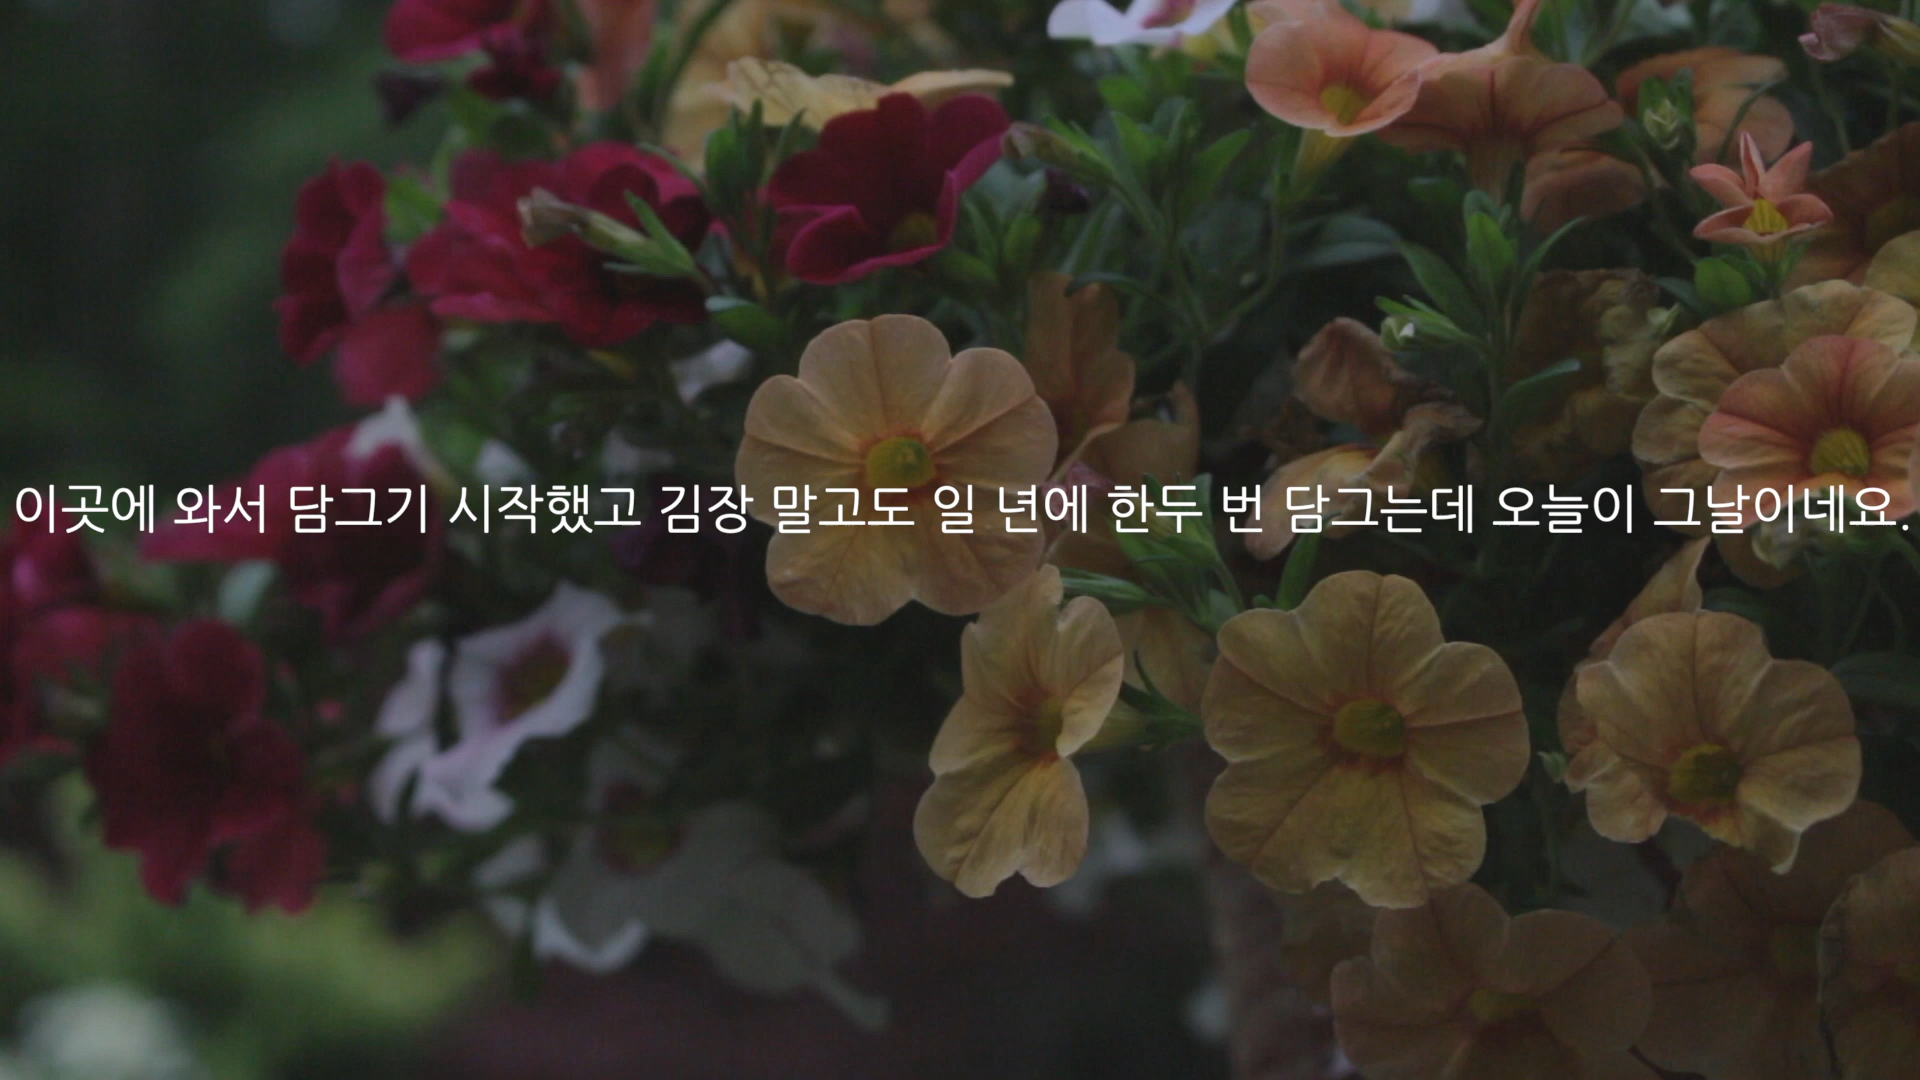 이곳에 와서 담그기 시작했고 김장 말고도 일 년에 한두 번 담그는데 오늘이 그날이네요.